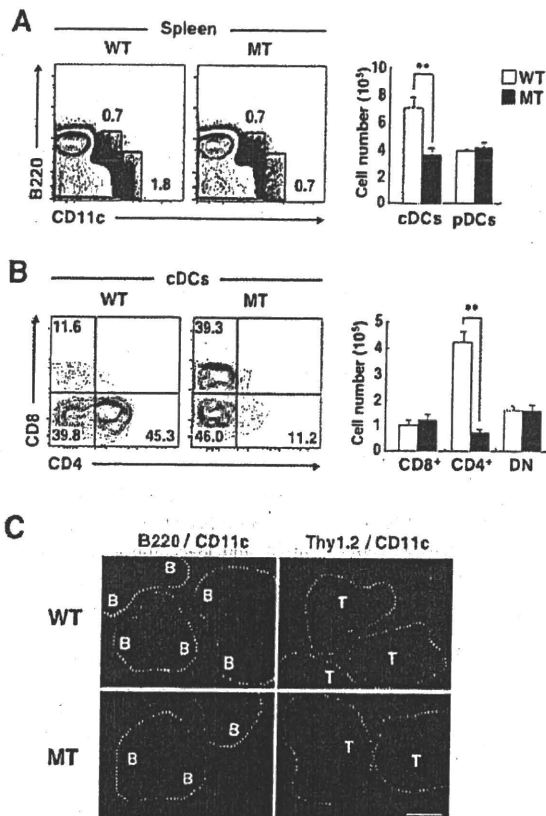 A
Spleen
WT MT
0.7 0.7
1.8 0.7
B220
CD11c
Cell number (10⁵)
10
8
6
4
2
0
**
WT
MT
cDCs pDCs
B
cDCs
WT MT
11.6 39.3
39.8 45.3 46.0 11.2
CD8
CD4
Cell number (10⁵)
5
4
3
2
1
0
**
CD8⁺ CD4⁺ DN
C
B220 / CD11c Thy1.2 / CD11c
WT
B B B B B B
T T T
MT
B B B
T T